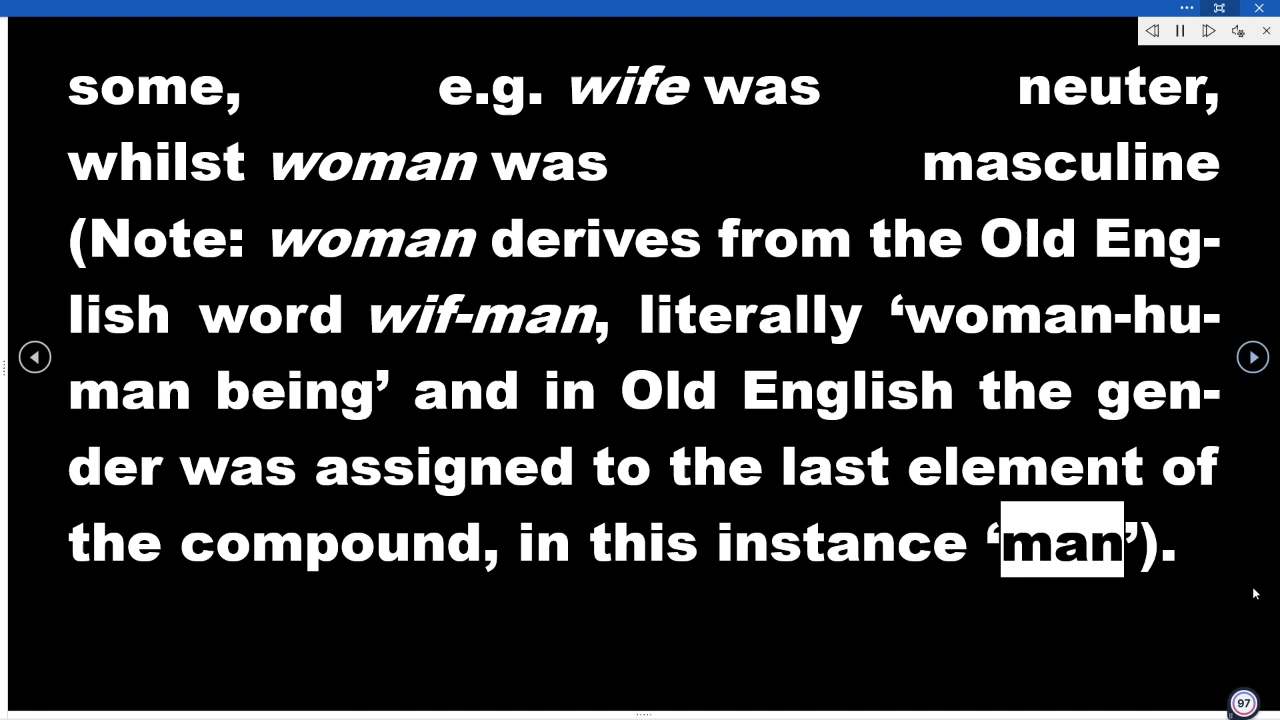 some, e.g. wife was neuter,
whilst woman was masculine
(Note: woman derives from the Old Eng-
lish word wif-man, literally ‘woman-hu-
man being’ and in Old English the gen-
der was assigned to the last element of
the compound, in this instance ‘man’).
97